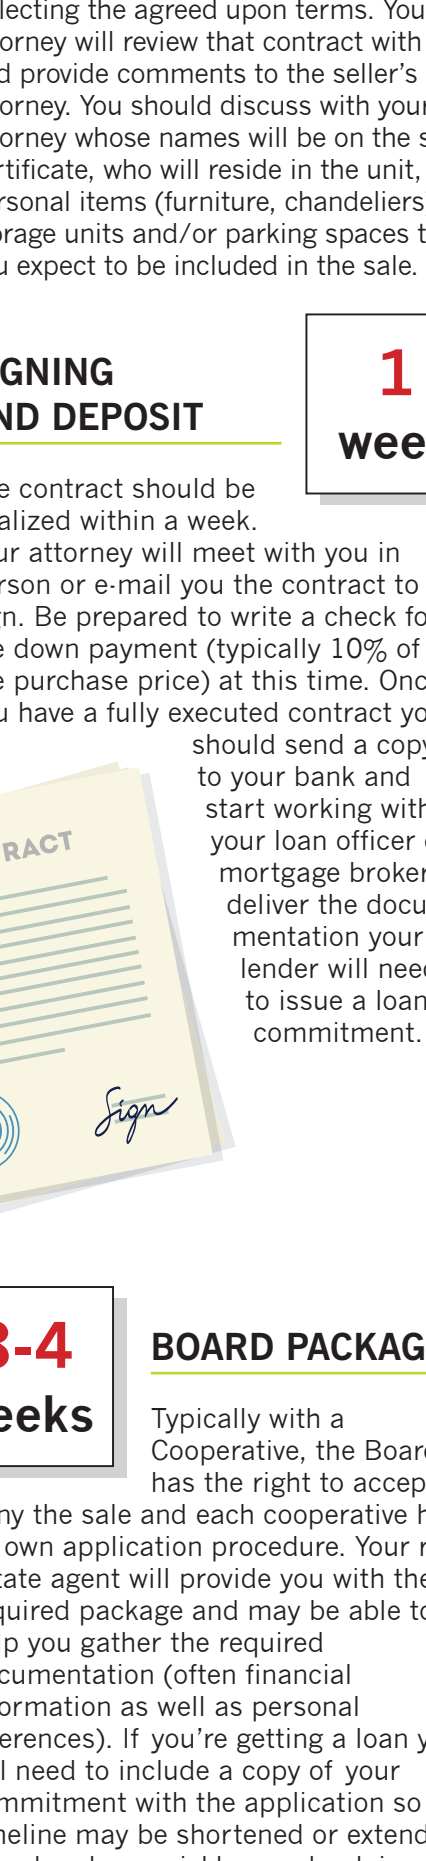 lecting the agreed upon terms. You
orney will review that contract with
d provide comments to the seller's
orney. You should discuss with your
orney whose names will be on the s
rtificate, who will reside in the unit,
rsonal items (furniture, chandeliers)
orage units and/or parking spaces t
u expect to be included in the sale.
GNING
ND DEPOSIT
1
wee
e contract should be
alized within a week.
ur attorney will meet with you in
rson or e-mail you the contract to
gn. Be prepared to write a check fo
e down payment (typically 10% of
e purchase price) at this time. Onc
u have a fully executed contract yo
should send a copy
to your bank and
start working with
your loan officer
mortgage broker
deliver the docu-
mentation your
lender will need
to issue a loan
commitment.
RACT
Sign
3-4
eeks
BOARD PACKAG
Typically with a
Cooperative, the Board
has the right to accep
ny the sale and each cooperative h
own application procedure. Your r
tate agent will provide you with the
quired package and may be able to
lp you gather the required
cumentation (often financial
ormation as well as personal
erences). If you're getting a loan y
l need to include a copy of your
mmitment with the application so
meline may be shortened or extend